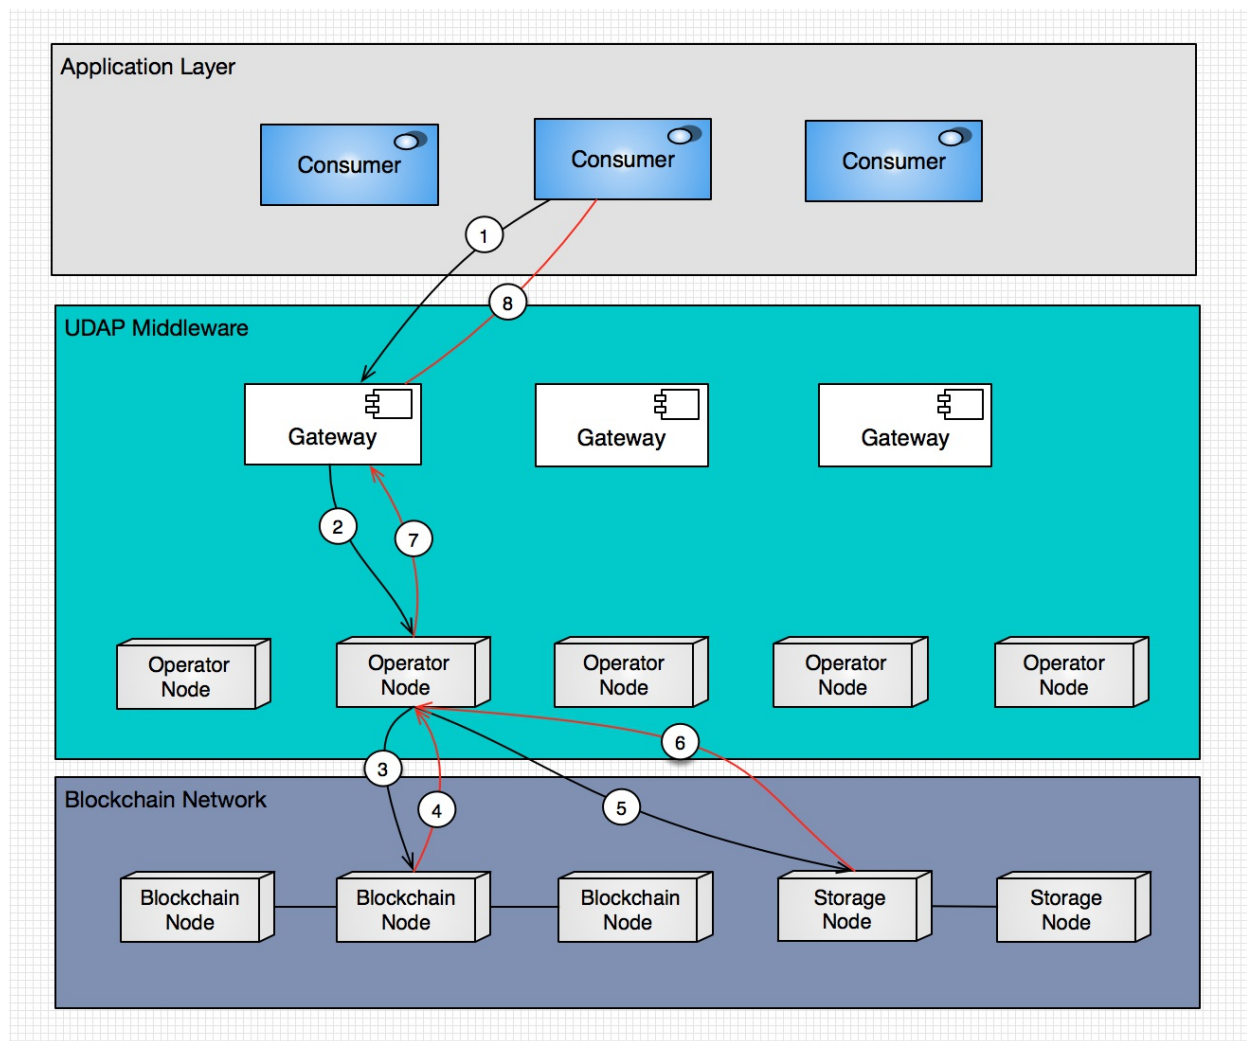 Application Layer
Consumer
Consumer
Consumer
1
8
UDAP Middleware
Gateway
Gateway
Gateway
2
7
Operator
Node
Operator
Node
Operator
Node
Operator
Node
Operator
Node
6
3
4
5
Blockchain Network
Blockchain
Node
Blockchain
Node
Blockchain
Node
Storage
Node
Storage
Node